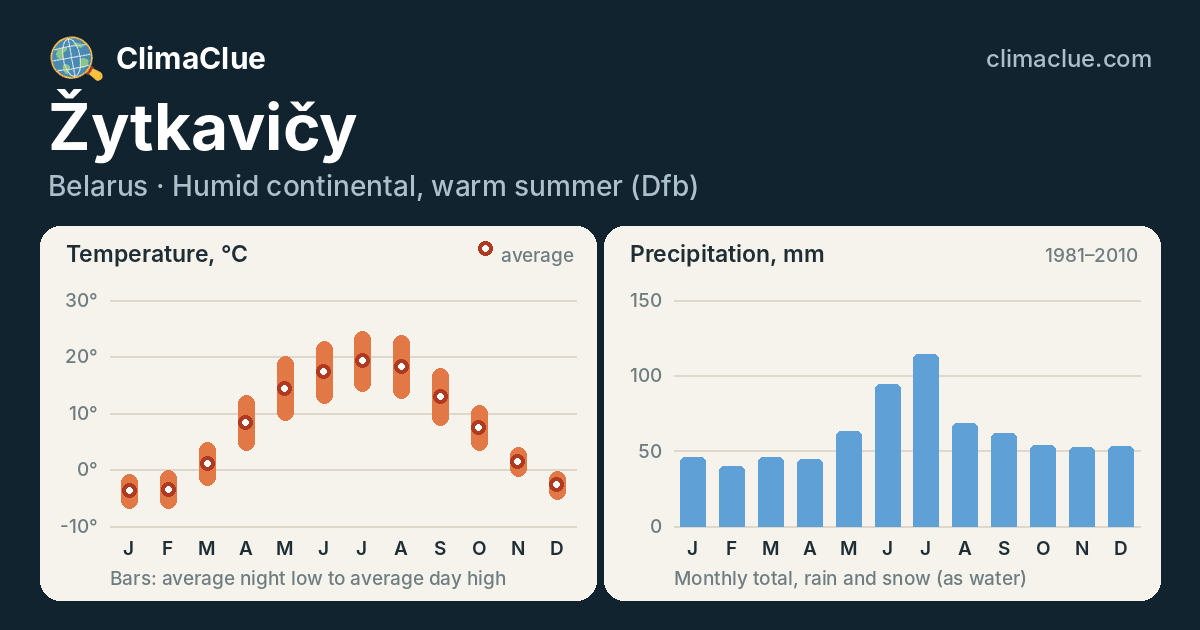 ClimaClue
climaclue.com
Žytkavičy
Belarus · Humid continental, warm summer (Dfb)
Temperature, °C
average
30°
20°
10°
0°
-10°
J F M A M J J A S O N D
Bars: average night low to average day high
Precipitation, mm
1981–2010
150
100
50
0
J F M A M J J A S O N D
Monthly total, rain and snow (as water)